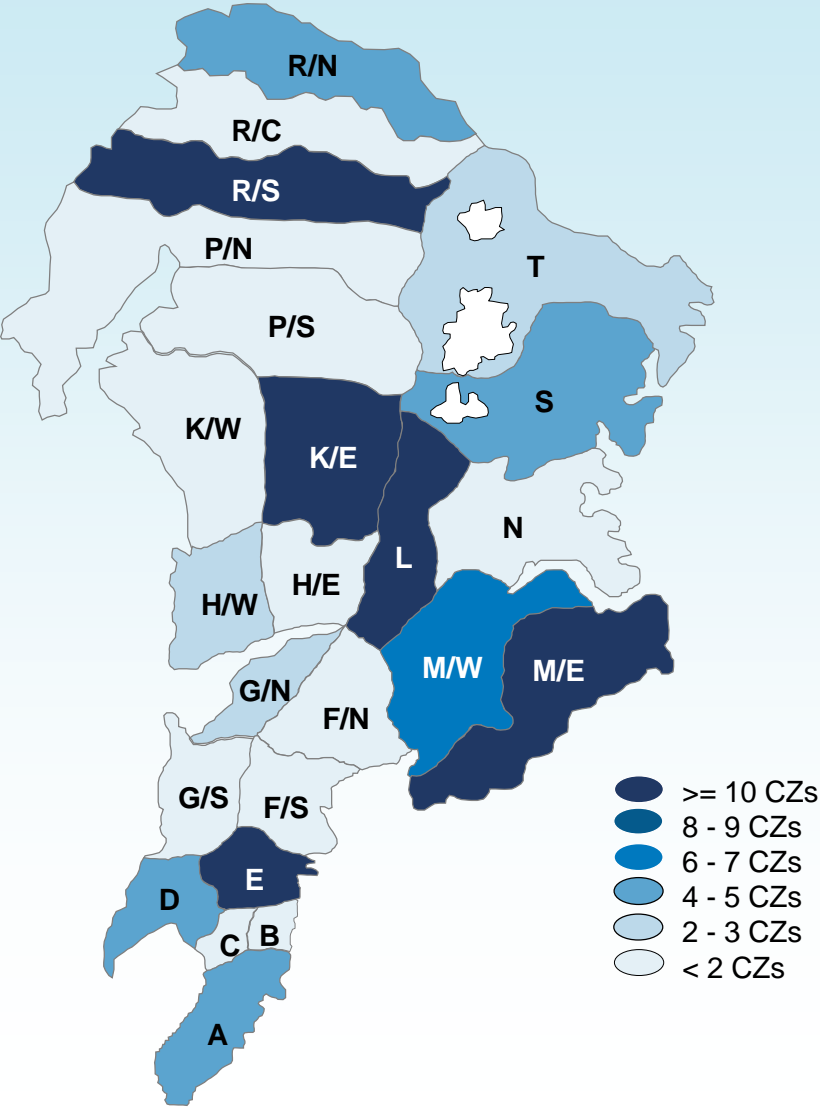 R/N
R/C
R/S
P/N
T
P/S
S
K/W
K/E
N
L
H/E
H/W
M/W
M/E
G/N
F/N
G/S
F/S
E
D
B
C
A
>= 10 CZs
8 - 9 CZs
6 - 7 CZs
4 - 5 CZs
2 - 3 CZs
< 2 CZs